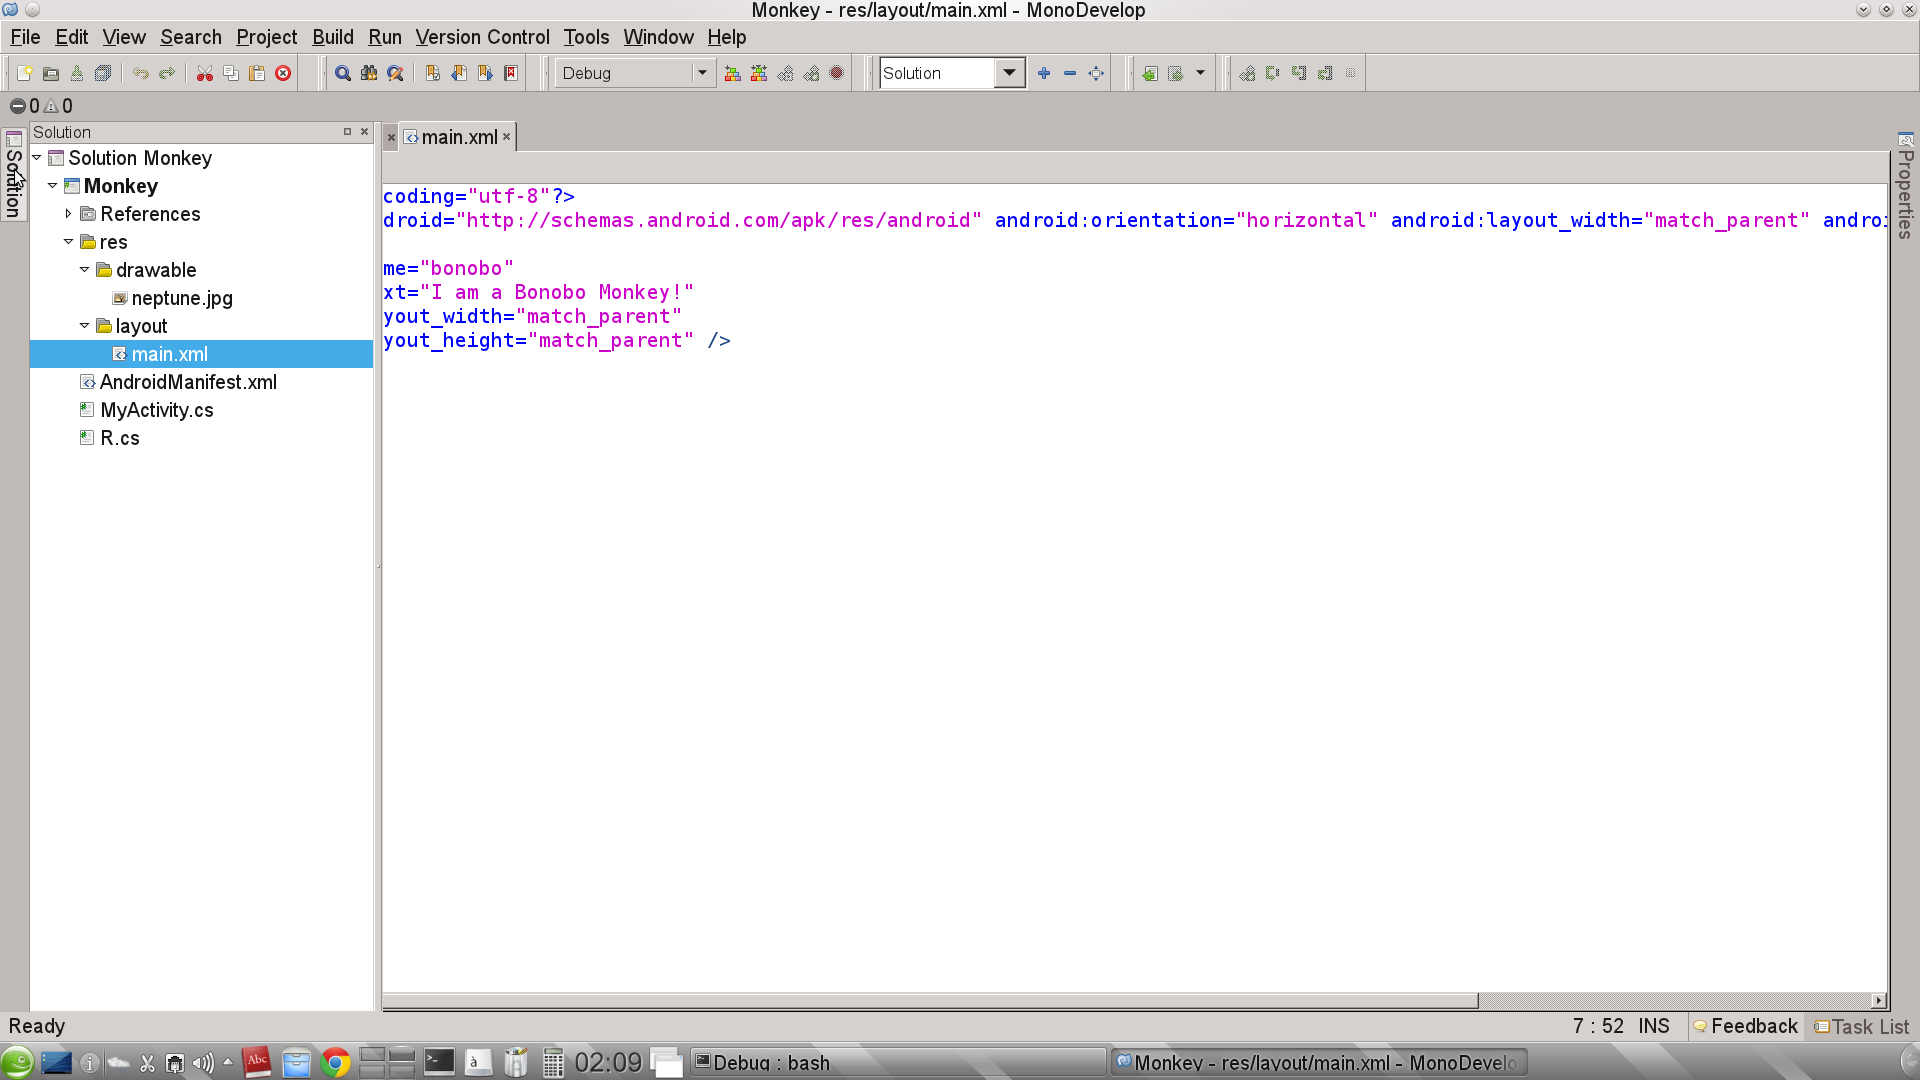 Monkey - res/layout/main.xml - MonoDevelop
File Edit View Search Project Build Run Version Control Tools Window Help
Debug
Solution
0 0
Solution
Solution
main.xml
Properties
Solution Monkey
Monkey
References
res
drawable
neptune.jpg
layout
main.xml
AndroidManifest.xml
MyActivity.cs
R.cs
coding="utf-8"?>
droid="http://schemas.android.com/apk/res/android" android:orientation="horizontal" android:layout_width="match_parent" androi
me="bonobo"
xt="I am a Bonobo Monkey!"
yout_width="match_parent"
yout_height="match_parent" />
Ready
7 : 52 INS Feedback Task List
Abc
à
02:09
Debug : bash
Monkey - res/layout/main.xml - MonoDevelo